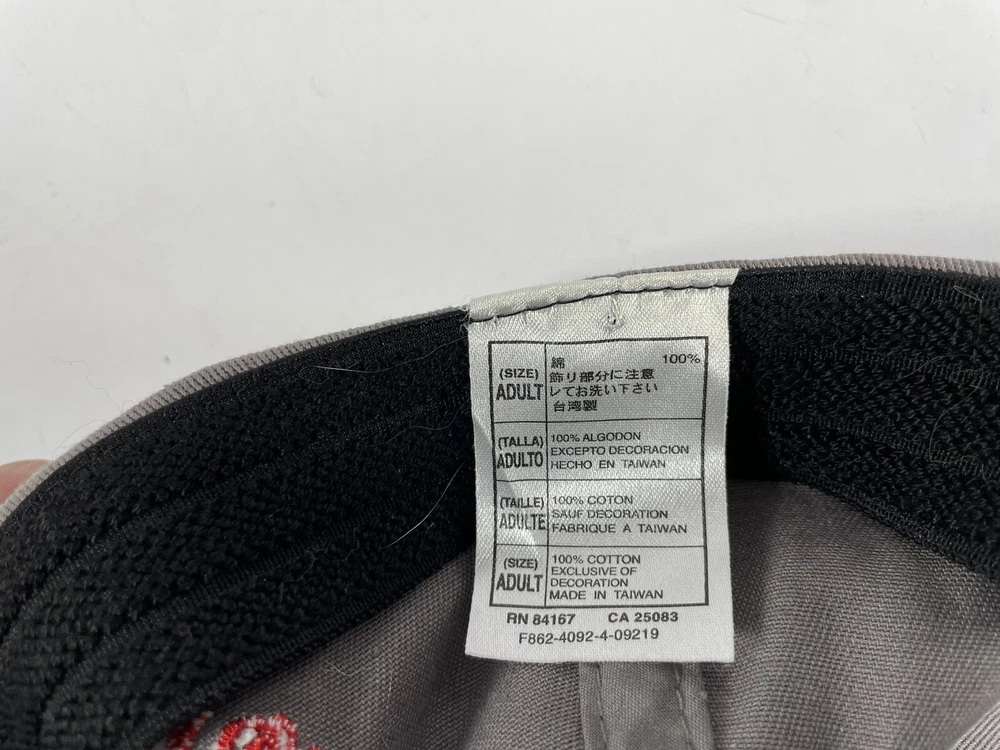 (SIZE)
ADULT
綿 100%
飾り部分に注意
してお洗い下さい
台湾製
(TALLA)
ADULTO
100% ALGODON
EXCEPTO DECORACION
HECHO EN TAIWAN
(TAILLE)
ADULTE
100% COTON
SAUF DECORATION
FABRIQUE A TAIWAN
(SIZE)
ADULT
100% COTTON
EXCLUSIVE OF
DECORATION
MADE IN TAIWAN
RN 84167 CA 25083
F862-4092-4-09219